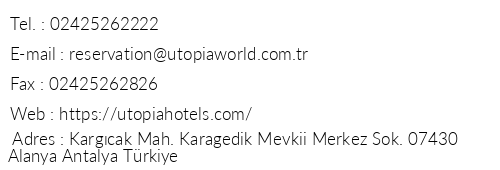 Tel. : 02425262222
E-mail : reservation@utopiaworld.com.tr
Fax : 02425262826
Web : https://utopiahotels.com/
Adres : Kargıcak Mah. Karagedik Mevkii Merkez Sok. 07430
Alanya Antalya Türkiye